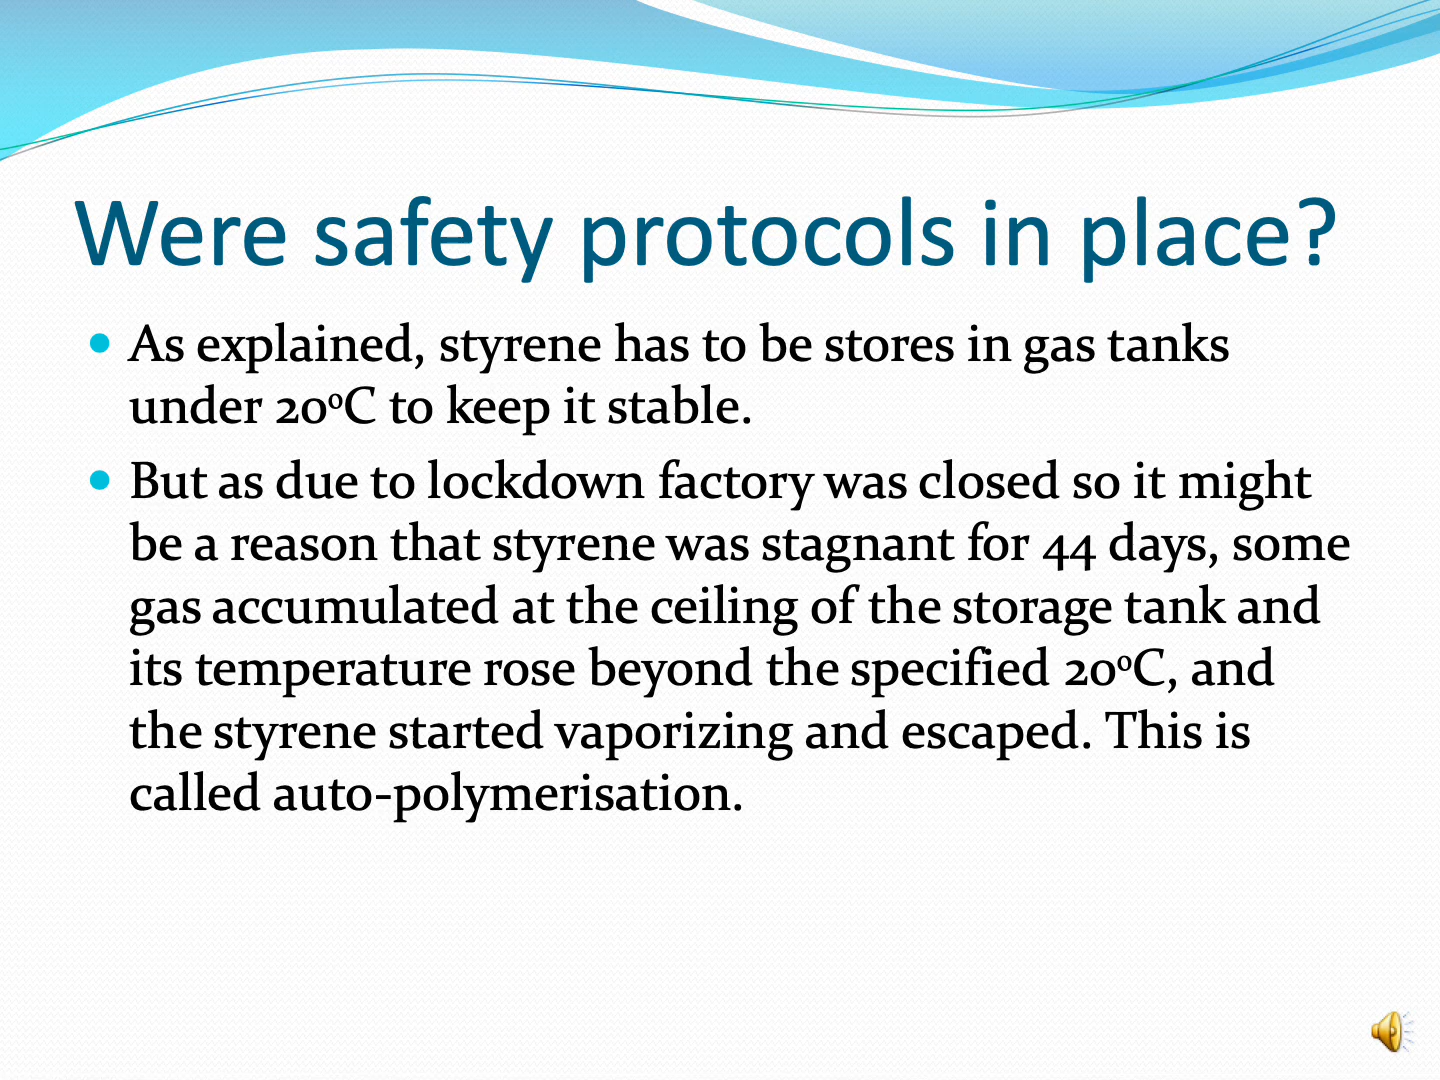 Were safety protocols in place?
• As explained, styrene has to be stores in gas tanks
under 20⁰C to keep it stable.
• But as due to lockdown factory was closed so it might
be a reason that styrene was stagnant for 44 days, some
gas accumulated at the ceiling of the storage tank and
its temperature rose beyond the specified 20⁰C, and
the styrene started vaporizing and escaped. This is
called auto-polymerisation.